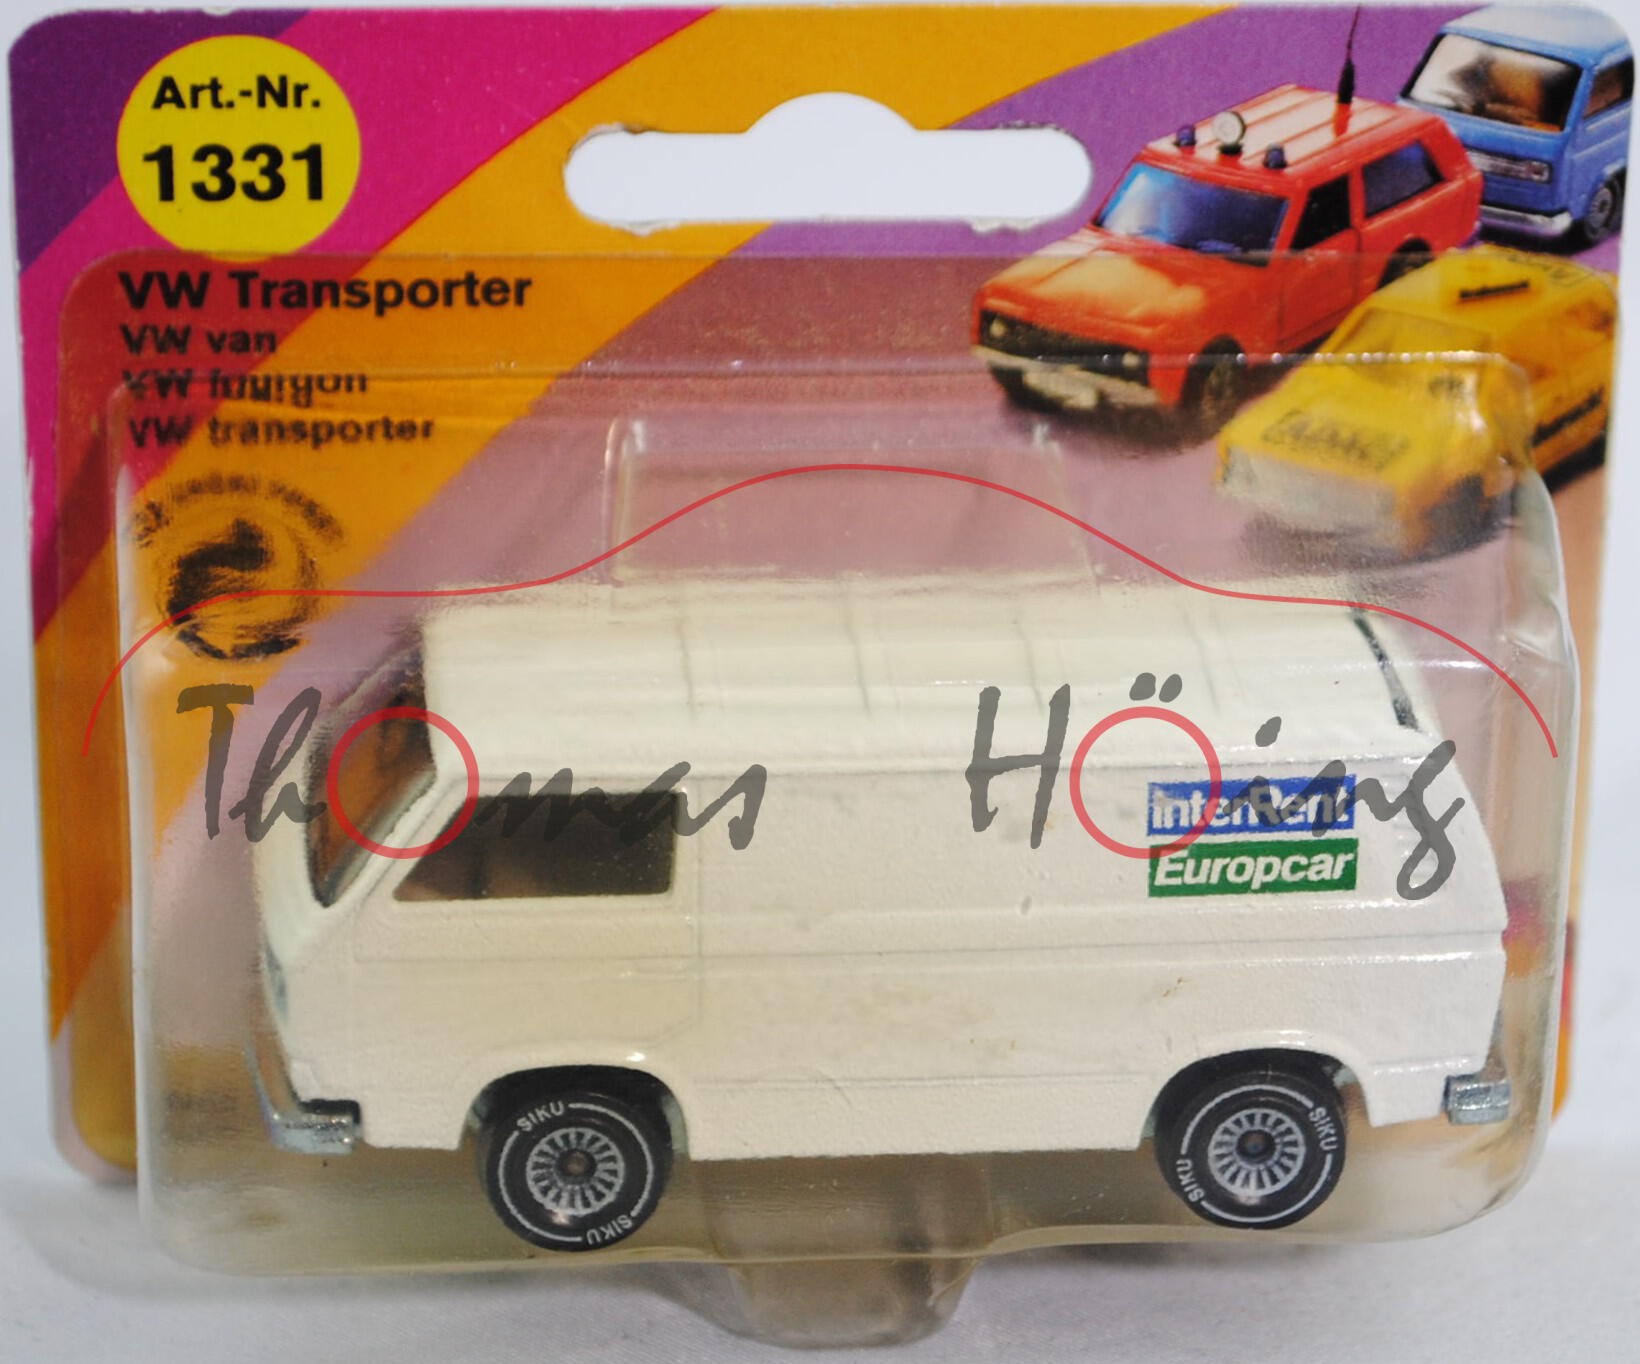 Art.-Nr.
1331
VW Transporter
VW van
VW fourgon
VW transporter
Thomas Höing
interRent
Europcar
SIKU
SIKU
SIKU
SIKU